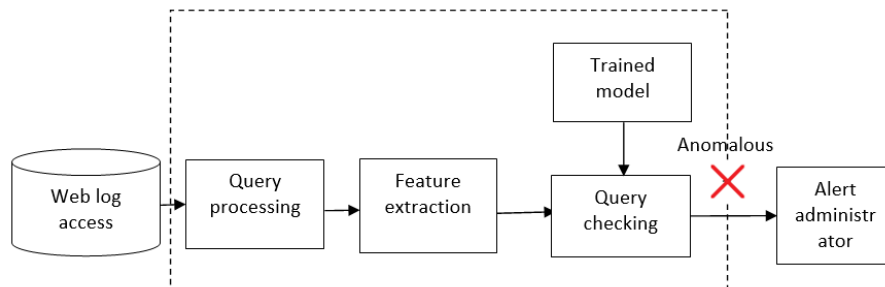 Trained
model
Anomalous
Web log
access
Query
processing
Feature
extraction
Query
checking
Alert
administr
ator